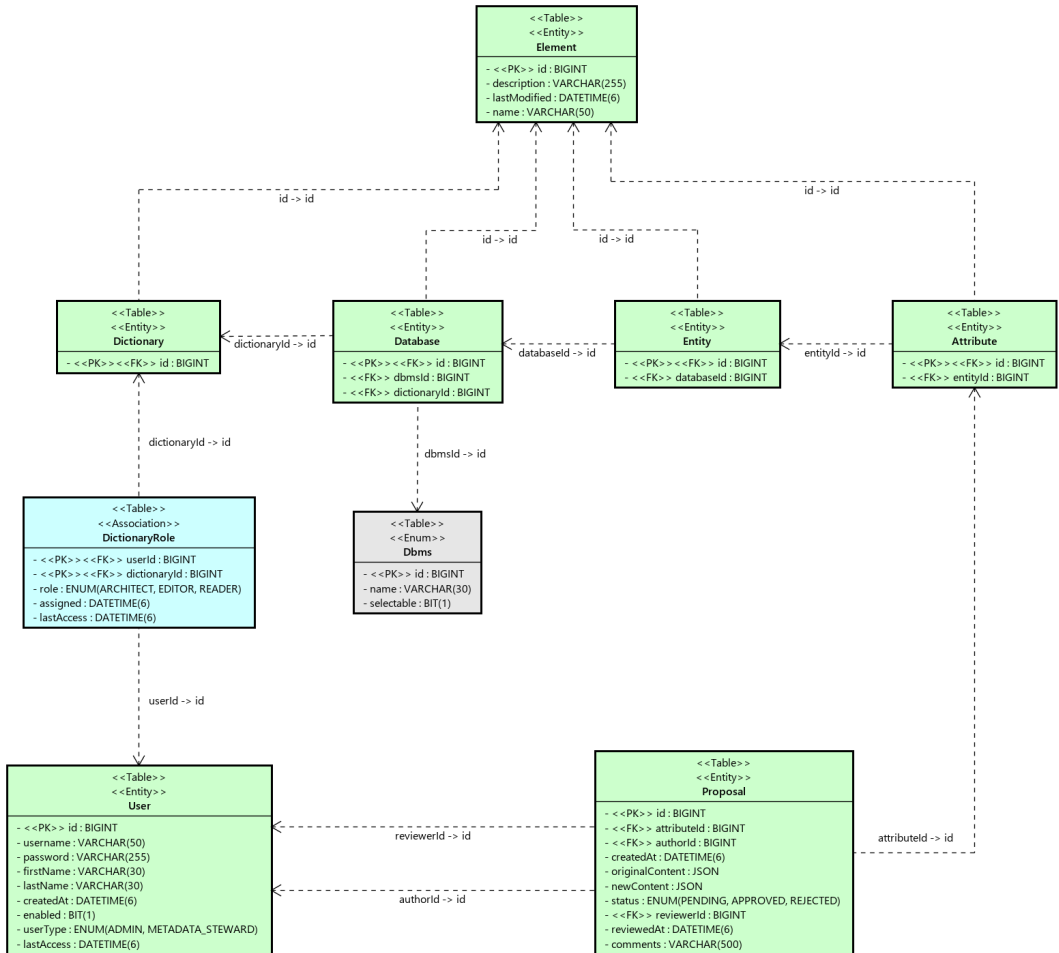 <<Table>>
<<Entity>>
Element
- <<PK>> id : BIGINT
- description : VARCHAR(255)
- lastModified : DATETIME(6)
- name : VARCHAR(50)
id -> id
id -> id
id -> id
id -> id
<<Table>>
<<Entity>>
Dictionary
- <<PK>><<FK>> id : BIGINT
dictionaryId -> id
<<Table>>
<<Entity>>
Database
- <<PK>><<FK>> id : BIGINT
- <<FK>> dbmsId : BIGINT
- <<FK>> dictionaryId : BIGINT
databaseId -> id
<<Table>>
<<Entity>>
Entity
- <<PK>><<FK>> id : BIGINT
- <<FK>> databaseId : BIGINT
entityId -> id
<<Table>>
<<Entity>>
Attribute
- <<PK>><<FK>> id : BIGINT
- <<FK>> entityId : BIGINT
dictionaryId -> id
dbmsId -> id
<<Table>>
<<Association>>
DictionaryRole
- <<PK>><<FK>> userId : BIGINT
- <<PK>><<FK>> dictionaryId : BIGINT
- role : ENUM(ARCHITECT, EDITOR, READER)
- assigned : DATETIME(6)
- lastAccess : DATETIME(6)
<<Table>>
<<Enum>>
Dbms
- <<PK>> id : BIGINT
- name : VARCHAR(30)
- selectable : BIT(1)
userId -> id
<<Table>>
<<Entity>>
User
- <<PK>> id : BIGINT
- username : VARCHAR(50)
- password : VARCHAR(255)
- firstName : VARCHAR(30)
- lastName : VARCHAR(30)
- createdAt : DATETIME(6)
- enabled : BIT(1)
- userType : ENUM(ADMIN, METADATA_STEWARD)
- lastAccess : DATETIME(6)
reviewerId -> id
authorId -> id
<<Table>>
<<Entity>>
Proposal
- <<PK>> id : BIGINT
- <<FK>> attributeId : BIGINT
- <<FK>> authorId : BIGINT
- createdAt : DATETIME(6)
- originalContent : JSON
- newContent : JSON
- status : ENUM(PENDING, APPROVED, REJECTED)
- <<FK>> reviewerId : BIGINT
- reviewedAt : DATETIME(6)
- comments : VARCHAR(500)
attributeId -> id